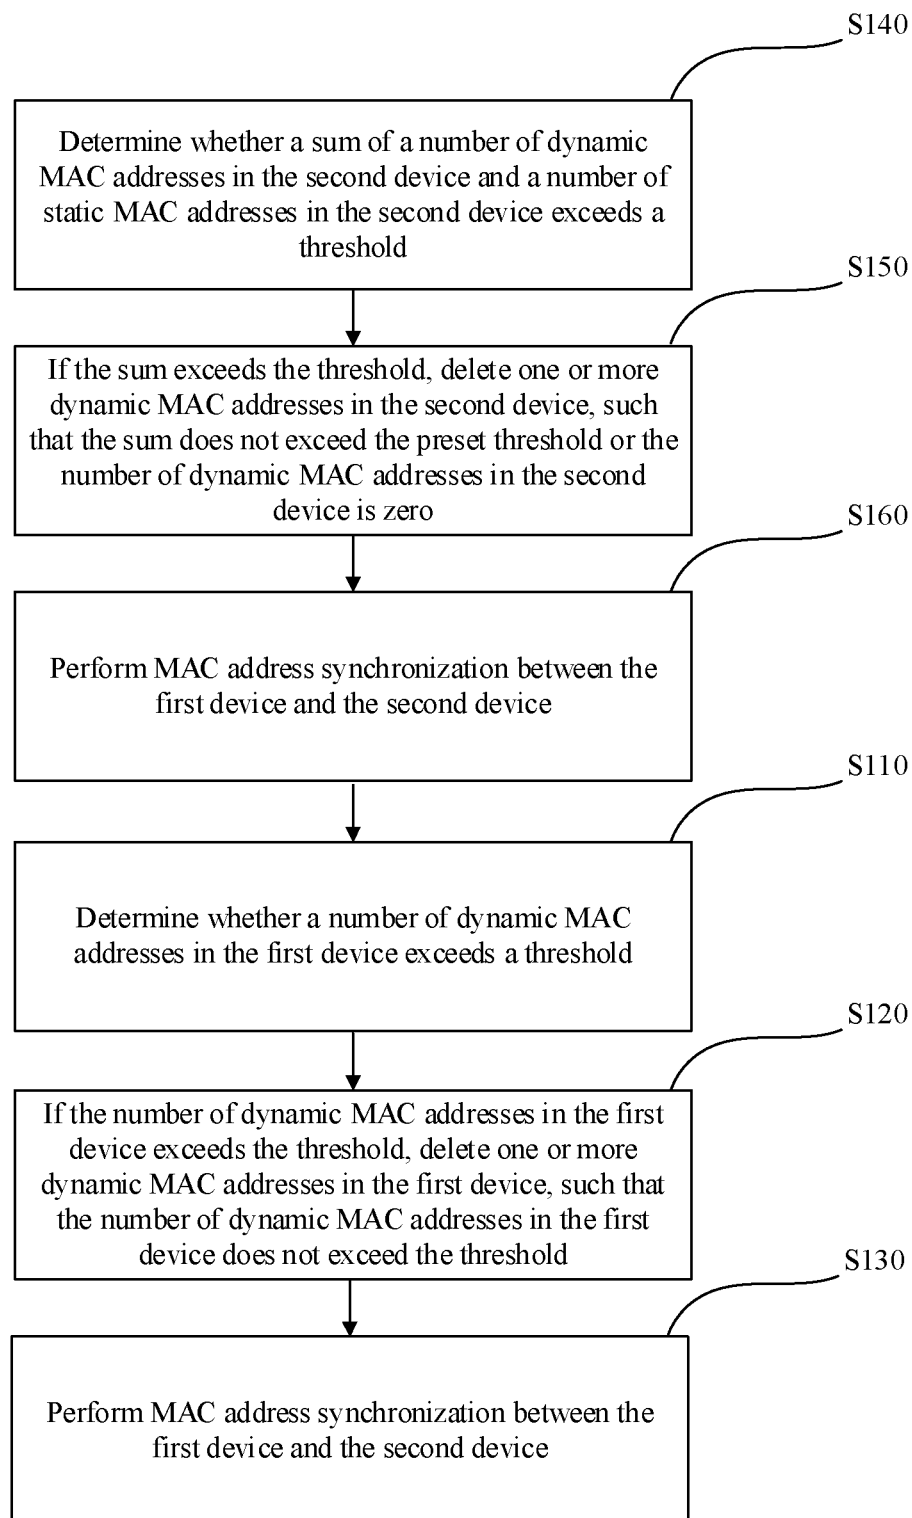 S140
Determine whether a sum of a number of dynamic
MAC addresses in the second device and a number of
static MAC addresses in the second device exceeds a
threshold
S150
If the sum exceeds the threshold, delete one or more
dynamic MAC addresses in the second device, such
that the sum does not exceed the preset threshold or the
number of dynamic MAC addresses in the second
device is zero
S160
Perform MAC address synchronization between the
first device and the second device
S110
Determine whether a number of dynamic MAC
addresses in the first device exceeds a threshold
S120
If the number of dynamic MAC addresses in the first
device exceeds the threshold, delete one or more
dynamic MAC addresses in the first device, such that
the number of dynamic MAC addresses in the first
device does not exceed the threshold
S130
Perform MAC address synchronization between the
first device and the second device